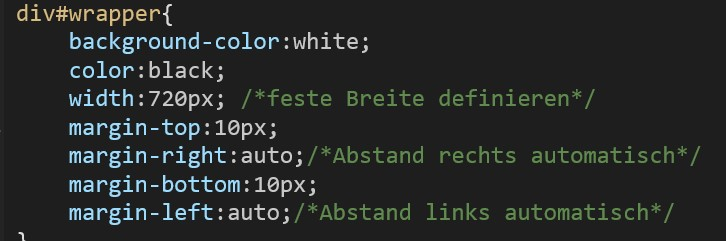 div#wrapper{
    background-color:white;
    color:black;
    width:720px; /*feste Breite definieren*/
    margin-top:10px;
    margin-right:auto;/*Abstand rechts automatisch*/
    margin-bottom:10px;
    margin-left:auto;/*Abstand links automatisch*/
}